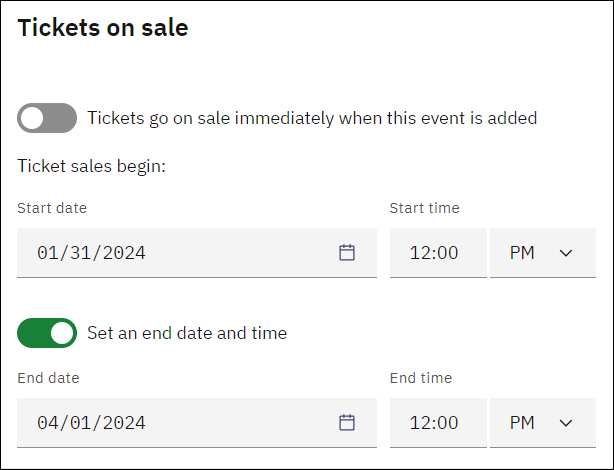 Tickets on sale
Tickets go on sale immediately when this event is added
Ticket sales begin:
Start date Start time
01/31/2024 12:00 PM
Set an end date and time
End date End time
04/01/2024 12:00 PM